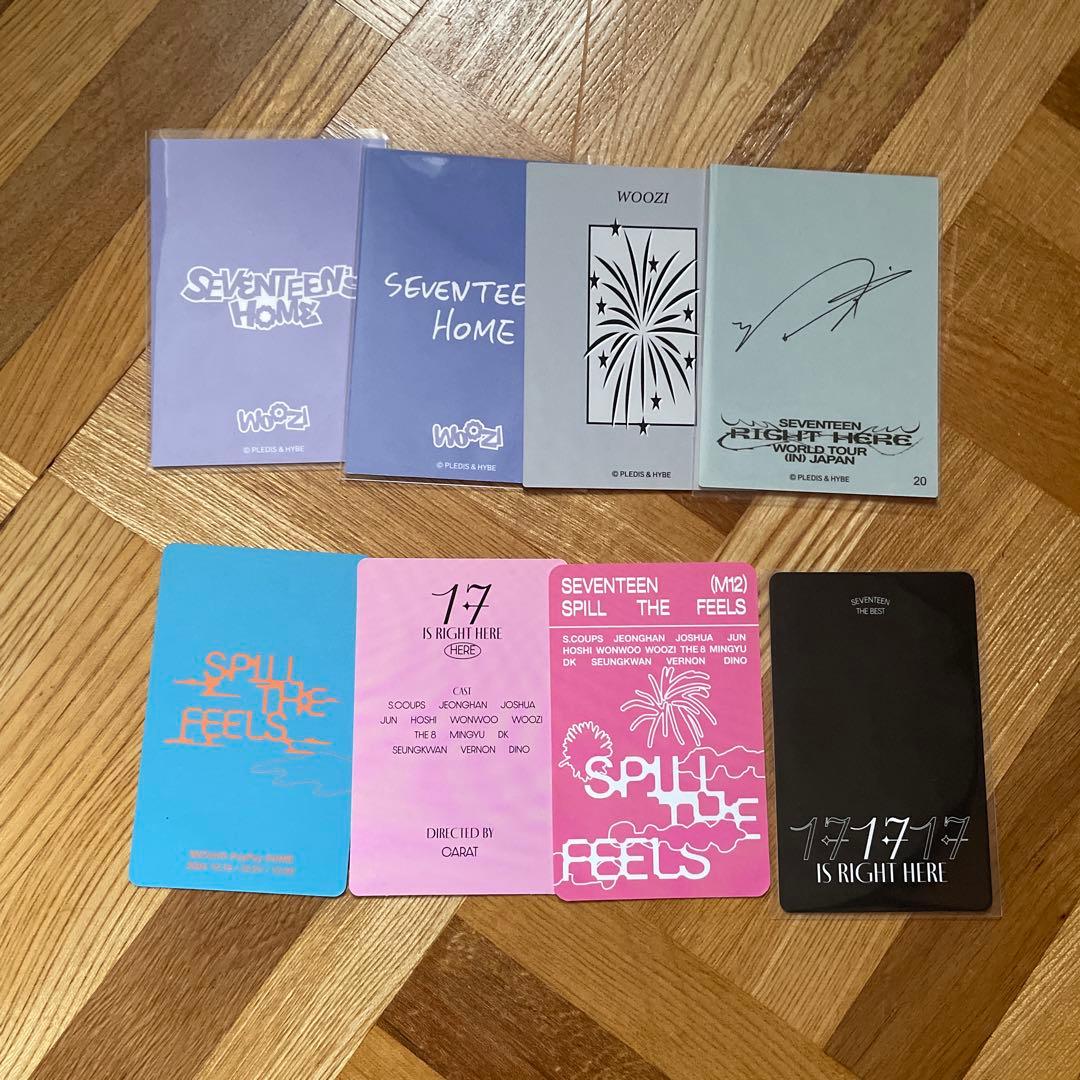 SEVENTEEN'S
HOME
WOOZI
© PLEDIS & HYBE
SEVENTEE
HOME
WOOZI
© PLEDIS & HYBE
WOOZI
© PLEDIS & HYBE
SEVENTEEN
RIGHT HERE
WORLD TOUR
(IN) JAPAN
© PLEDIS & HYBE
20
SPILL
THE
FEELS
17
IS RIGHT HERE
HERE
CAST
S.COUPS JEONGHAN JOSHUA
JUN HOSHI WONWOO WOOZI
THE 8 MINGYU DK
SEUNGKWAN VERNON DINO
DIRECTED BY
CARAT
SEVENTEEN (M12)
SPILL THE FEELS
S.COUPS JEONGHAN JOSHUA JUN
HOSHI WONWOO WOOZI THE 8 MINGYU
DK SEUNGKWAN VERNON DINO
SPILL
THE
FEELS
SEVENTEEN
THE BEST
17 17 17
IS RIGHT HERE